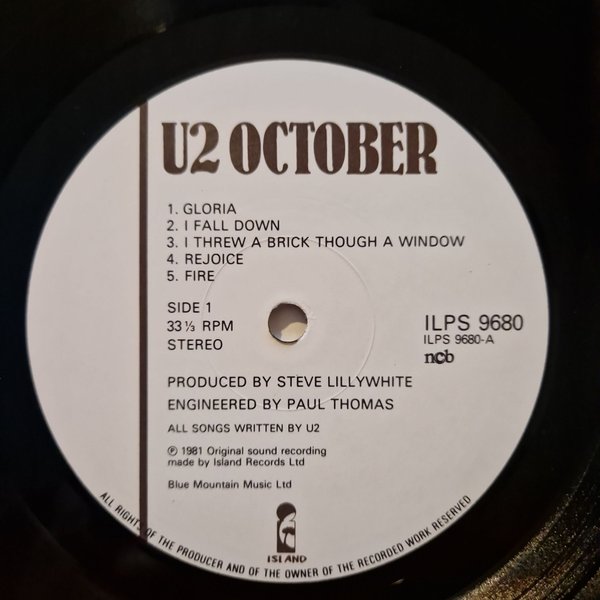 U2 OCTOBER
1. GLORIA
2. I FALL DOWN
3. I THREW A BRICK THOUGH A WINDOW
4. REJOICE
5. FIRE
SIDE 1
33 ⅓ RPM
STEREO
ILPS 9680
ILPS 9680-A
ncb
PRODUCED BY STEVE LILLYWHITE
ENGINEERED BY PAUL THOMAS
ALL SONGS WRITTEN BY U2
℗ 1981 Original sound recording
made by Island Records Ltd
Blue Mountain Music Ltd
ISLAND
ALL RIGHTS OF THE PRODUCER AND OF THE OWNER OF THE RECORDED WORK RESERVED